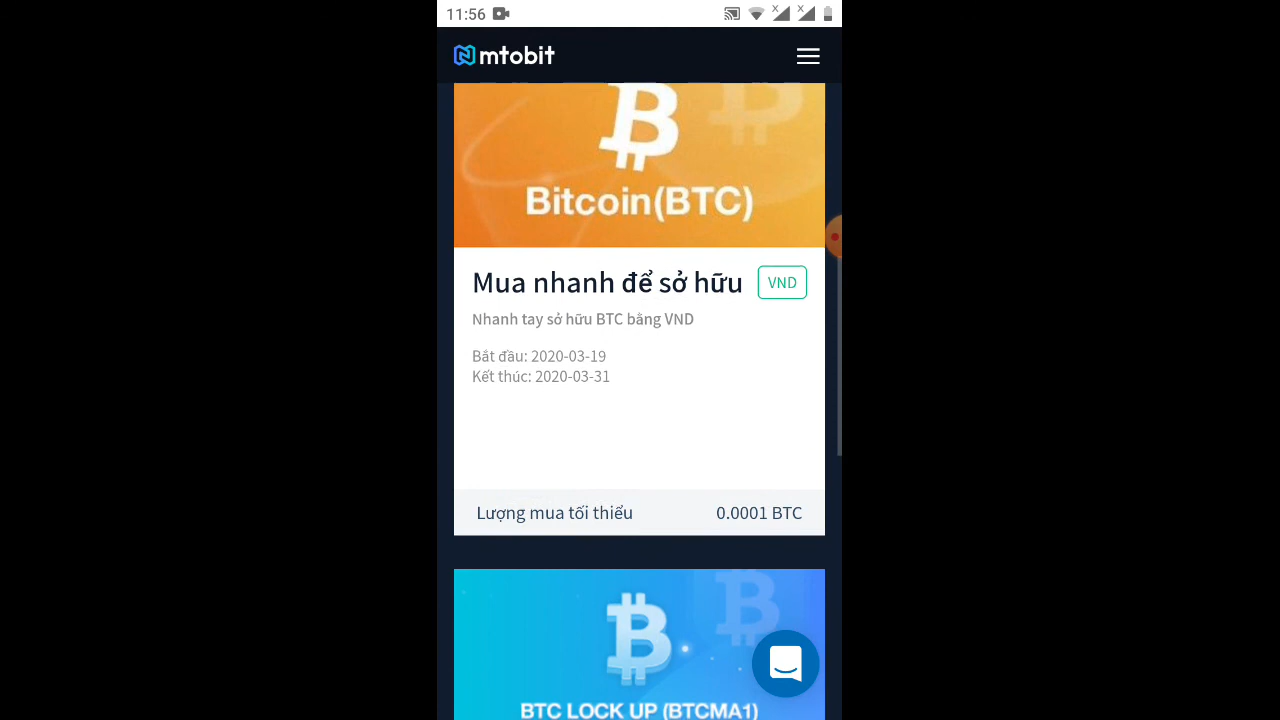 11:56
mtobit
Bitcoin(BTC)
Mua nhanh để sở hữu
VND
Nhanh tay sở hữu BTC bằng VND
Bắt đầu: 2020-03-19
Kết thúc: 2020-03-31
Lượng mua tối thiểu
0.0001 BTC
BTC LOCK UP (BTCMA1)